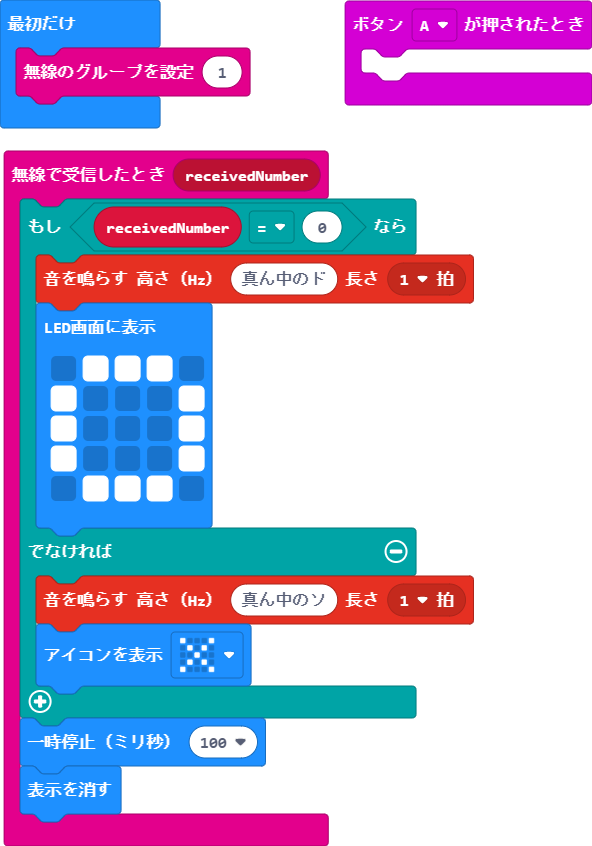 最初だけ
無線のグループを設定 1
ボタン A が押されたとき
無線で受信したとき receivedNumber
もし receivedNumber = 0 なら
音を鳴らす 高さ (Hz) 真ん中のド 長さ 1 拍
LED画面に表示
でなければ
音を鳴らす 高さ (Hz) 真ん中のソ 長さ 1 拍
アイコンを表示
一時停止 (ミリ秒) 100
表示を消す